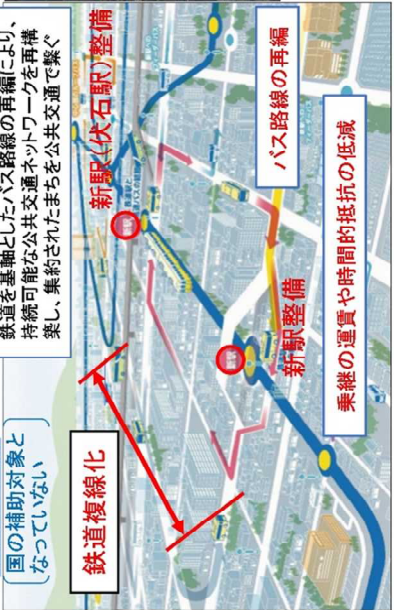 鉄道を基軸としたバス路線の再編により、
持続可能な公共交通ネットワークを再構
築し、集約されたまちを公共交通で繋ぐ
国の補助対象と
なっていない
新駅(伏石駅)整備
鉄道複線化
バス路線の再編
新駅整備
乗継の運賃や時間的抵抗の低減